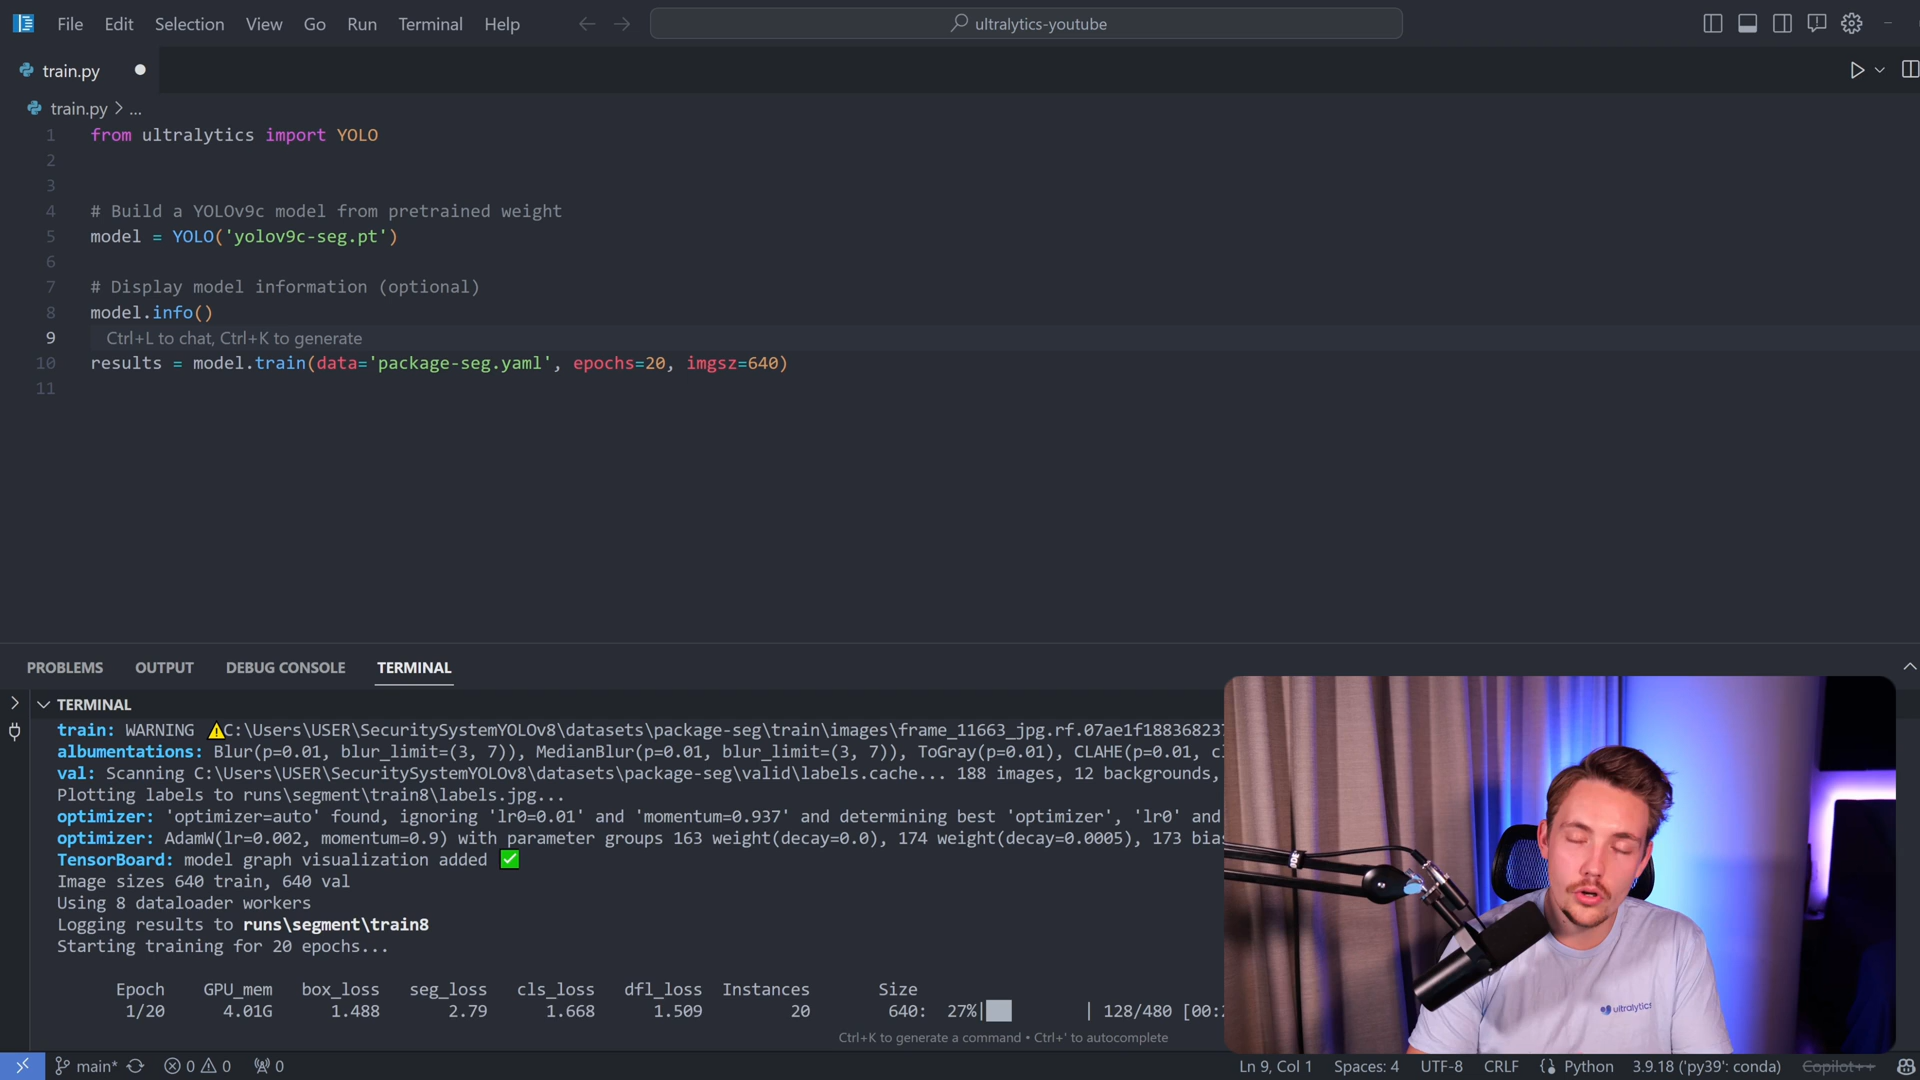 File Edit Selection View Go Run Terminal Help
ultralytics-youtube
train.py
train.py > ...
1 from ultralytics import YOLO
2
3
4 # Build a YOLOv9c model from pretrained weight
5 model = YOLO('yolov9c-seg.pt')
6
7 # Display model information (optional)
8 model.info()
9 Ctrl+L to chat, Ctrl+K to generate
10 results = model.train(data='package-seg.yaml', epochs=20, imgsz=640)
11
PROBLEMS OUTPUT DEBUG CONSOLE TERMINAL
TERMINAL
train: WARNING ⚠C:\Users\USER\SecuritySystemYOLOv8\datasets\package-seg\train\images\frame_11663_jpg.rf.07ae1f188368237
albumentations: Blur(p=0.01, blur_limit=(3, 7)), MedianBlur(p=0.01, blur_limit=(3, 7)), ToGray(p=0.01), CLAHE(p=0.01, c
val: Scanning C:\Users\USER\SecuritySystemYOLOv8\datasets\package-seg\valid\labels.cache... 188 images, 12 backgrounds,
Plotting labels to runs\segment\train8\labels.jpg...
optimizer: 'optimizer=auto' found, ignoring 'lr0=0.01' and 'momentum=0.937' and determining best 'optimizer', 'lr0' and
optimizer: AdamW(lr=0.002, momentum=0.9) with parameter groups 163 weight(decay=0.0), 174 weight(decay=0.0005), 173 bia
TensorBoard: model graph visualization added ✅
Image sizes 640 train, 640 val
Using 8 dataloader workers
Logging results to runs\segment\train8
Starting training for 20 epochs...
Epoch GPU_mem box_loss seg_loss cls_loss dfl_loss Instances Size
1/20 4.01G 1.488 2.79 1.668 1.509 20 640: 27%| | 128/480 [00:
Ctrl+K to generate a command • Ctrl+' to autocomplete
ultralytics
main* 0 0 0 Ln 9, Col 1 Spaces: 4 UTF-8 CRLF Python 3.9.18 ('py39': conda) Copilot++